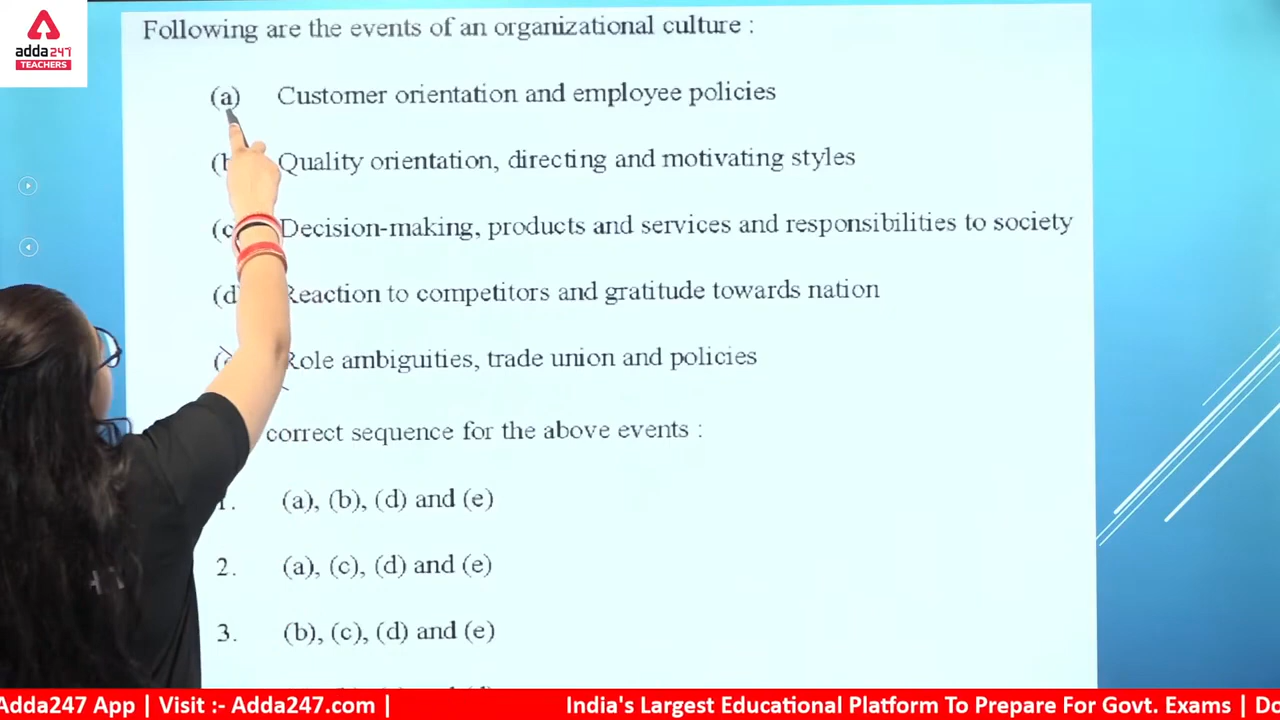 adda247
TEACHERS
Following are the events of an organizational culture :
(a) Customer orientation and employee policies
(b Quality orientation, directing and motivating styles
(c Decision-making, products and services and responsibilities to society
(d Reaction to competitors and gratitude towards nation
( Role ambiguities, trade union and policies
correct sequence for the above events :
1. (a), (b), (d) and (e)
2. (a), (c), (d) and (e)
3. (b), (c), (d) and (e)
Adda247 App | Visit :- Adda247.com | India's Largest Educational Platform To Prepare For Govt. Exams | Do